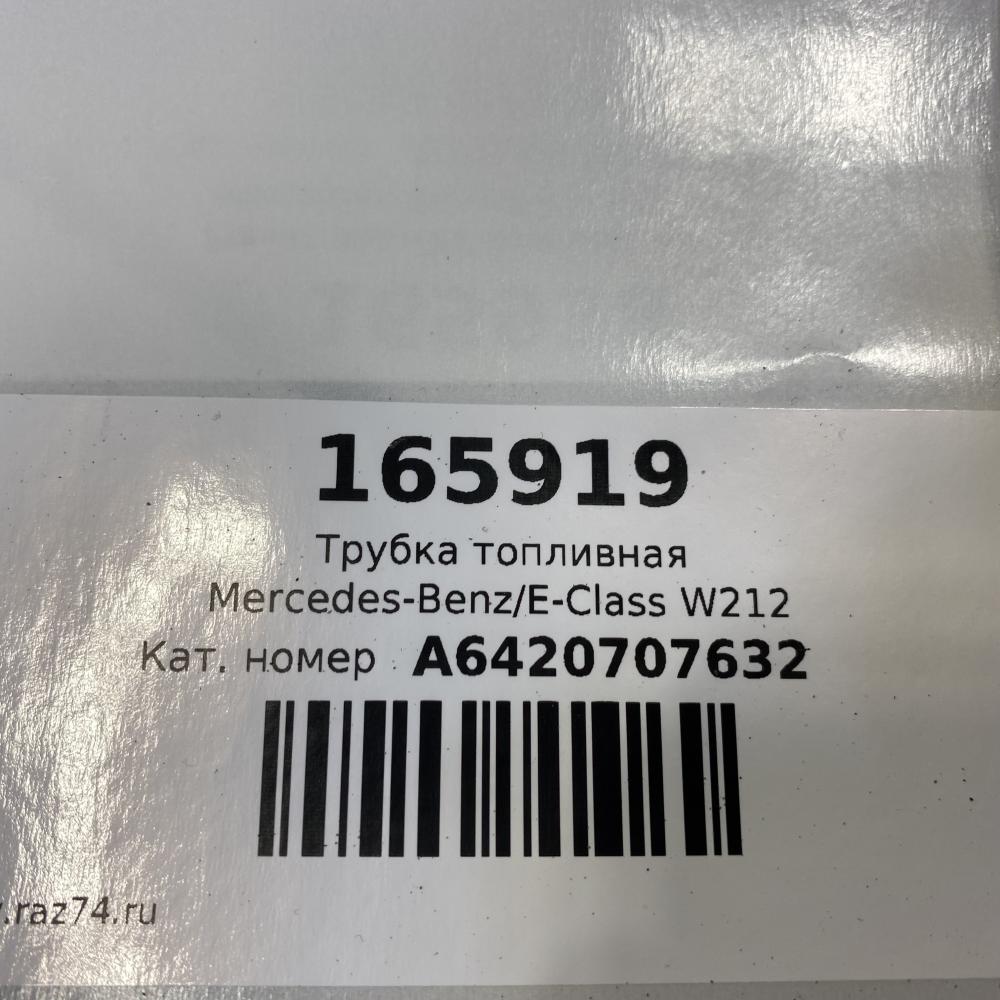 165919
Трубка топливная
Mercedes-Benz/E-Class W212
Кат. номер A6420707632
.raz74.ru